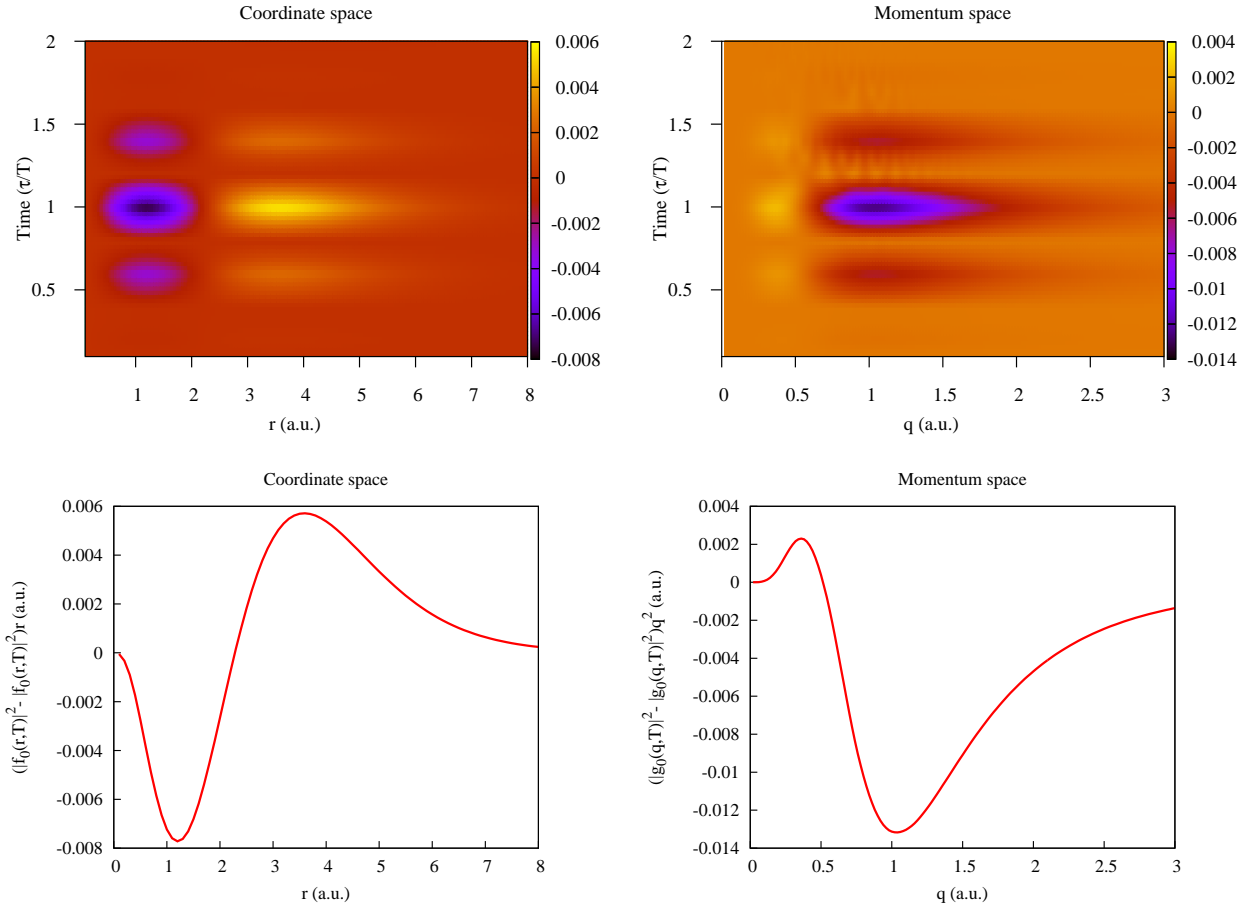 Coordinate space
2
1.5
1
0.5
Time (τ/T)
1 2 3 4 5 6 7 8
r (a.u.)
0.006
0.004
0.002
0
-0.002
-0.004
-0.006
-0.008
Momentum space
2
1.5
1
0.5
Time (τ/T)
0 0.5 1 1.5 2 2.5 3
q (a.u.)
0.004
0.002
0
-0.002
-0.004
-0.006
-0.008
-0.01
-0.012
-0.014
Coordinate space
0.006
0.004
0.002
0
-0.002
-0.004
-0.006
-0.008
(|f₀(r,T)|² - |f₀(r,T)|²)r (a.u.)
0 1 2 3 4 5 6 7 8
r (a.u.)
Momentum space
0.004
0.002
0
-0.002
-0.004
-0.006
-0.008
-0.01
-0.012
-0.014
(|g₀(q,T)|² - |g₀(q,T)|²)q² (a.u.)
0 0.5 1 1.5 2 2.5 3
q (a.u.)